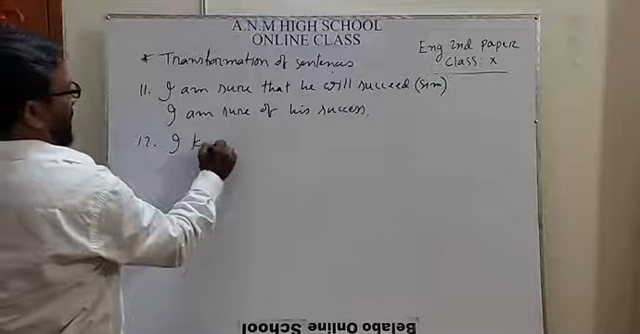 A.N.M HIGH SCHOOL
ONLINE CLASS
Eng 2nd paper
Class: X
* Transformation of sentences
11. I am sure that he will succeed (Sim)
I am sure of his success.
12. I k
Belabo Online School